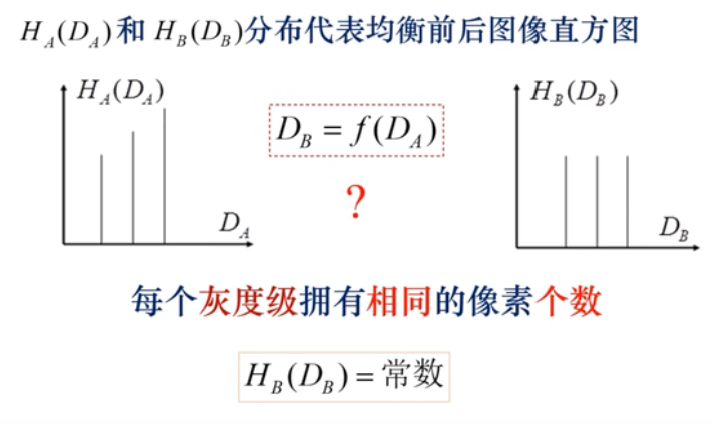 H_A(D_A)和 H_B(D_B)分布代表均衡前后图像直方图
H_A(D_A)
D_B = f(D_A)
H_B(D_B)
?
D_A
D_B
每个灰度级拥有相同的像素个数
H_B(D_B) = 常数